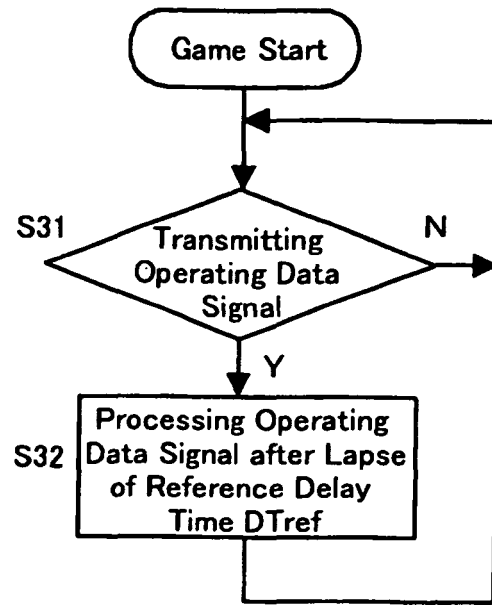 Game Start
S31
Transmitting
Operating Data
Signal
N
Y
S32
Processing Operating
Data Signal after Lapse
of Reference Delay
Time DTref